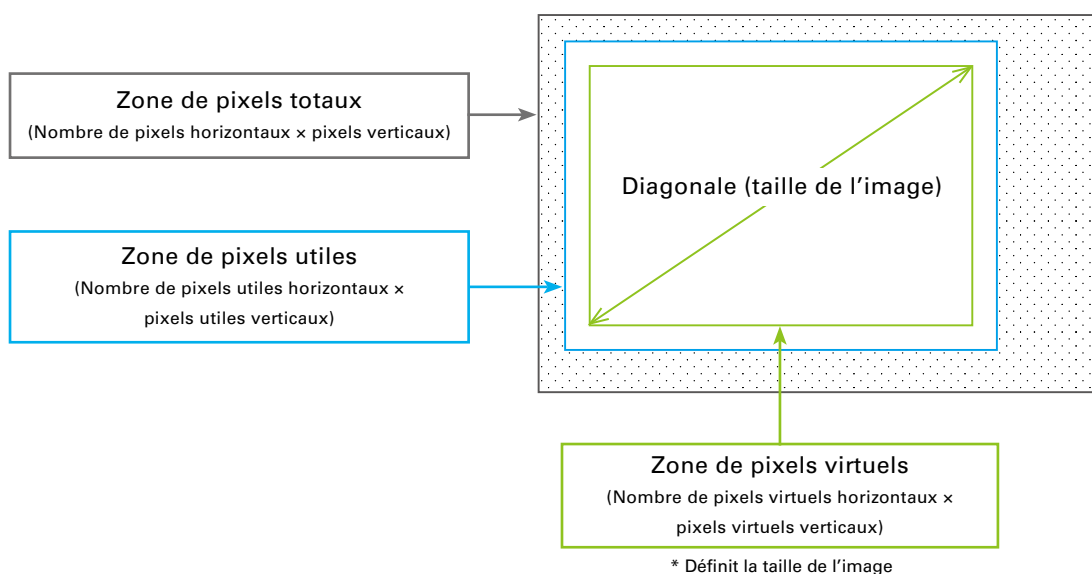 Zone de pixels totaux
(Nombre de pixels horizontaux × pixels verticaux)
Diagonale (taille de l’image)
Zone de pixels utiles
(Nombre de pixels utiles horizontaux ×
pixels utiles verticaux)
Zone de pixels virtuels
(Nombre de pixels virtuels horizontaux ×
pixels virtuels verticaux)
* Définit la taille de l’image